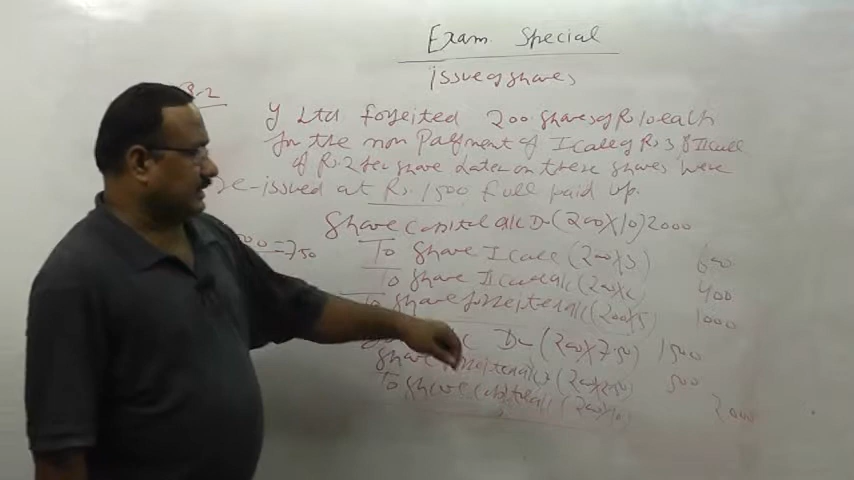 Exam Special
issue of shares
Y Ltd forfeited 200 shares of Rs 10 each
for the non Payment of I call of Rs 3, & II call
of Rs. 2 Per share Later on these shares were
re-issued at Rs. 1500 full paid up.
Share capital a/c Dr (200X10) 2000
=750
To Share I call (200X3) 600
To Share II call a/c (200X2) 400
To Share forfeited a/c (200X5) 1000
Dr (200X7.50) 1500
Share forfeited a/c (200X2.50) 500
To Share capital a/c (200X10) 2000